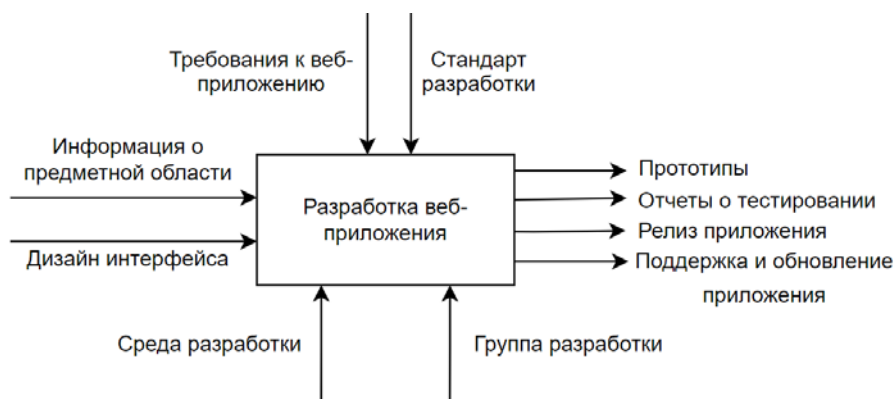 Требования к веб-
приложению
Стандарт
разработки
Информация о
предметной области
Дизайн интерфейса
Разработка веб-
приложения
Прототипы
Отчеты о тестировании
Релиз приложения
Поддержка и обновление
приложения
Среда разработки
Группа разработки